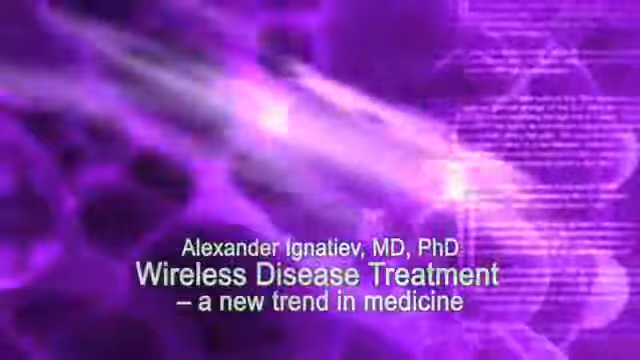 Alexander Ignatiev, MD, PhD
Wireless Disease Treatment
– a new trend in medicine